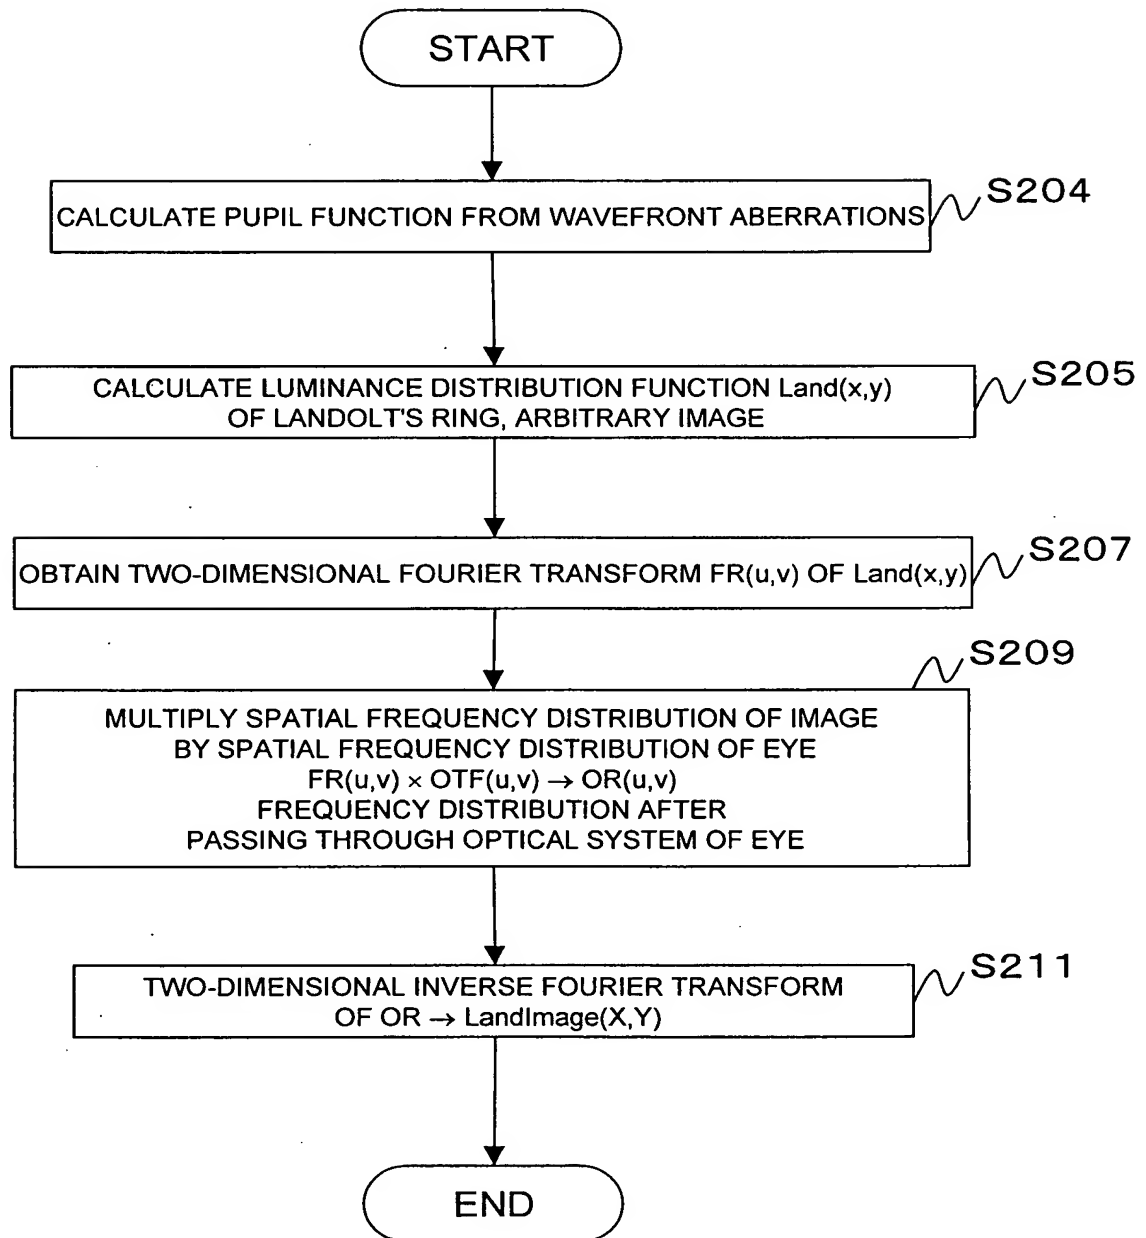 START
CALCULATE PUPIL FUNCTION FROM WAVEFRONT ABERRATIONS
S204
CALCULATE LUMINANCE DISTRIBUTION FUNCTION Land(x,y)
OF LANDOLT'S RING, ARBITRARY IMAGE
S205
OBTAIN TWO-DIMENSIONAL FOURIER TRANSFORM FR(u,v) OF Land(x,y)
S207
S209
MULTIPLY SPATIAL FREQUENCY DISTRIBUTION OF IMAGE
BY SPATIAL FREQUENCY DISTRIBUTION OF EYE
FR(u,v) × OTF(u,v) → OR(u,v)
FREQUENCY DISTRIBUTION AFTER
PASSING THROUGH OPTICAL SYSTEM OF EYE
S211
TWO-DIMENSIONAL INVERSE FOURIER TRANSFORM
OF OR → LandImage(X,Y)
END